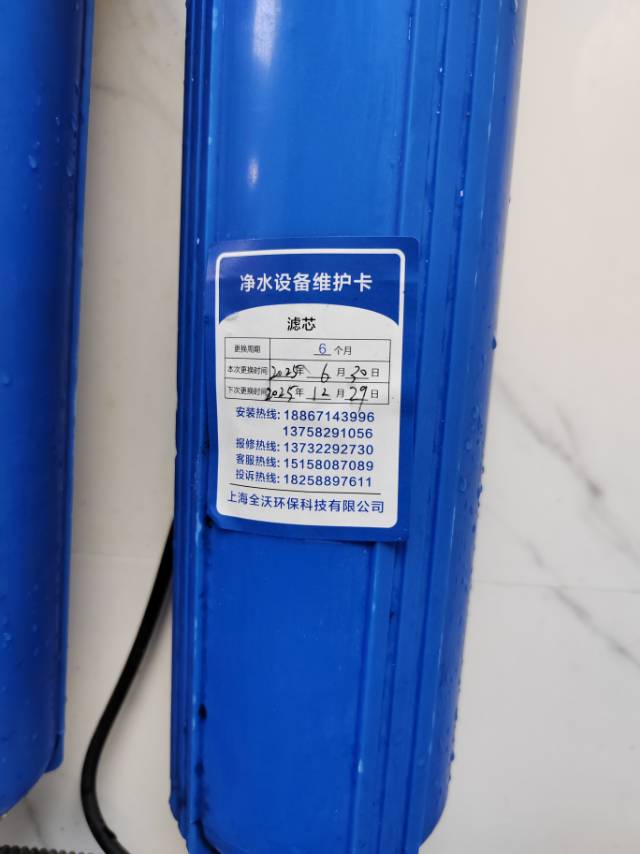 净水设备维护卡
滤芯
更换周期 6 个月
本次更换时间 2025年 6 月 30 日
下次更换时间 2025年 12 月 29 日
安装热线: 18867143996
13758291056
报修热线: 13732292730
客服热线: 15158087089
投诉热线: 18258897611
上海全沃环保科技有限公司